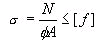 σ = N/φA ≤ [f]